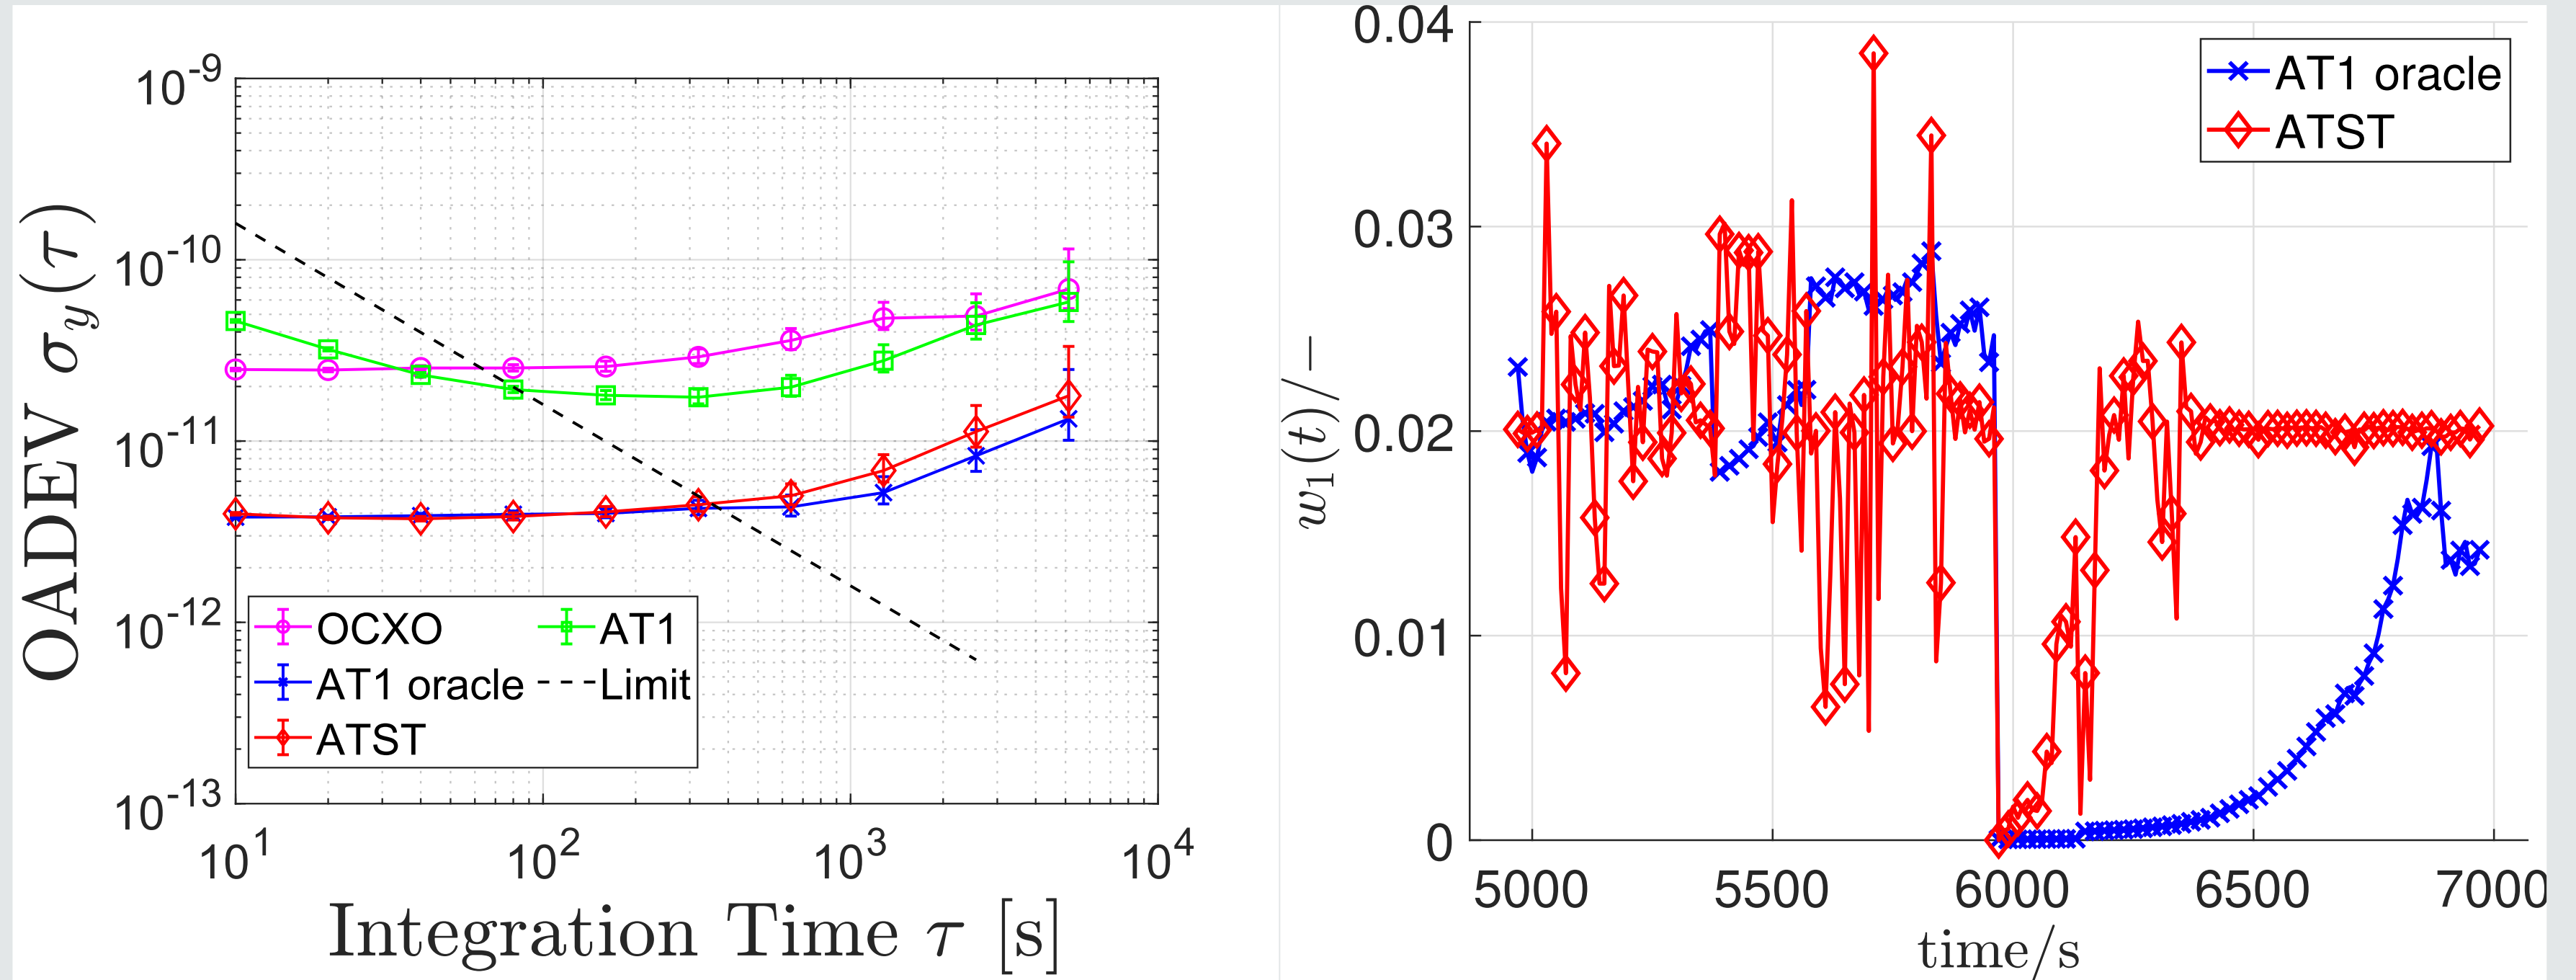 OADEV σ_y(τ)
10^-9
10^-10
10^-11
10^-12
10^-13
OCXO
AT1
AT1 oracle
Limit
ATST
10^1
10^2
10^3
10^4
Integration Time τ [s]
w_1(t)/−
0.04
0.03
0.02
0.01
0
AT1 oracle
ATST
5000
5500
6000
6500
7000
time/s